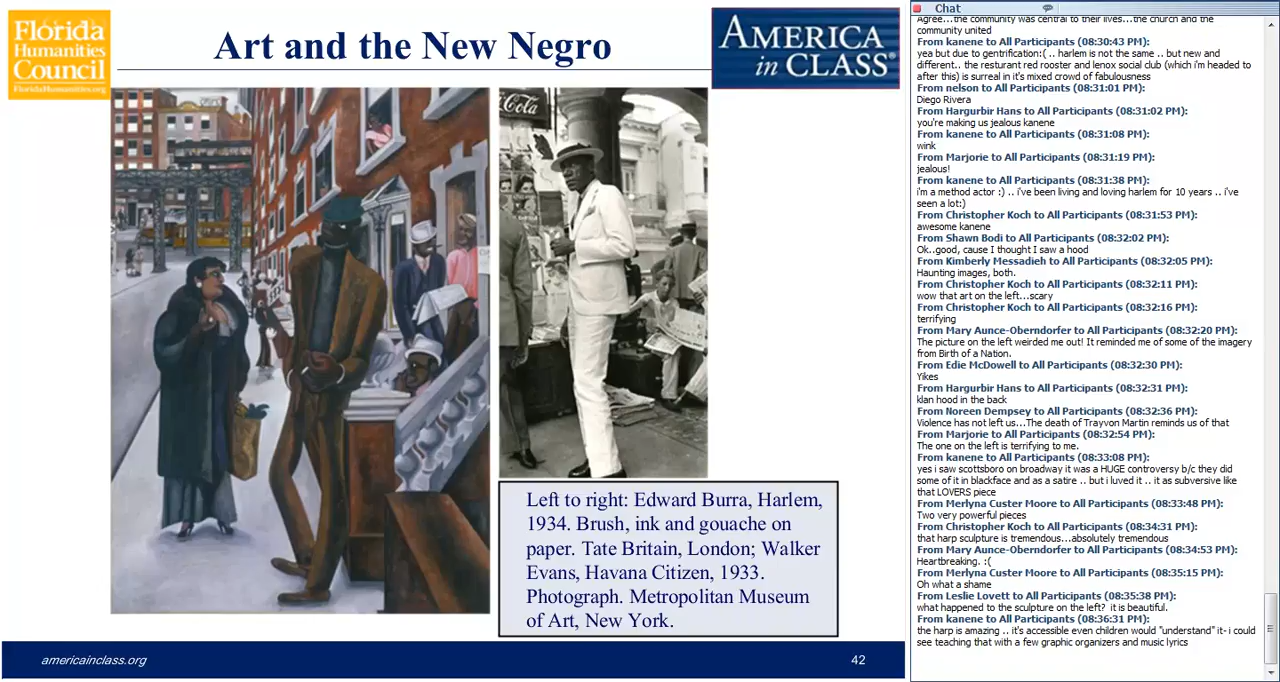 Florida
Humanities
Council
FloridaHumanities.org
Art and the New Negro
AMERICA
in CLASS®
Cola
Left to right: Edward Burra, Harlem,
1934. Brush, ink and gouache on
paper. Tate Britain, London; Walker
Evans, Havana Citizen, 1933.
Photograph. Metropolitan Museum
of Art, New York.
americainclass.org
42
Chat
Agree...the community was central to their lives...the church and the
community united
From kanene to All Participants (08:30:43 PM):
yea but due to gentrification:( .. harlem is not the same .. but new and
different.. the resturant red rooster and lenox social club (which i'm headed to
after this) is surreal in it's mixed crowd of fabulousness
From nelson to All Participants (08:31:01 PM):
Diego Rivera
From Hargurbir Hans to All Participants (08:31:02 PM):
you're making us jealous kanene
From kanene to All Participants (08:31:08 PM):
wink
From Marjorie to All Participants (08:31:19 PM):
jealous!
From kanene to All Participants (08:31:38 PM):
i'm a method actor :) .. i've been living and loving harlem for 10 years .. i've
seen a lot:)
From Christopher Koch to All Participants (08:31:53 PM):
awesome kanene
From Shawn Bodi to All Participants (08:32:02 PM):
Ok..good, cause I thought I saw a hood
From Kimberly Messadieh to All Participants (08:32:05 PM):
Haunting images, both.
From Christopher Koch to All Participants (08:32:11 PM):
wow that art on the left...scary
From Christopher Koch to All Participants (08:32:16 PM):
terrifying
From Mary Aunce-Oberndorfer to All Participants (08:32:20 PM):
The picture on the left weirded me out! It reminded me of some of the imagery
from Birth of a Nation.
From Edie McDowell to All Participants (08:32:30 PM):
Yikes
From Hargurbir Hans to All Participants (08:32:31 PM):
klan hood in the back
From Noreen Dempsey to All Participants (08:32:36 PM):
Violence has not left us...The death of Trayvon Martin reminds us of that
From Marjorie to All Participants (08:32:54 PM):
The one on the left is terrifying to me.
From kanene to All Participants (08:33:08 PM):
yes i saw scottsboro on broadway it was a HUGE controversy b/c they did
some of it in blackface and as a satire .. but i luved it .. it as subversive like
that LOVERS piece
From Merlyna Custer Moore to All Participants (08:33:48 PM):
Two very powerful pieces
From Christopher Koch to All Participants (08:34:31 PM):
that harp sculpture is tremendous...absolutely tremendous
From Mary Aunce-Oberndorfer to All Participants (08:34:53 PM):
Heartbreaking. :(
From Merlyna Custer Moore to All Participants (08:35:15 PM):
Oh what a shame
From Leslie Lovett to All Participants (08:35:38 PM):
what happened to the sculpture on the left? it is beautiful.
From kanene to All Participants (08:36:31 PM):
the harp is amazing .. it's accessible even children would "understand" it- i could
see teaching that with a few graphic organizers and music lyrics